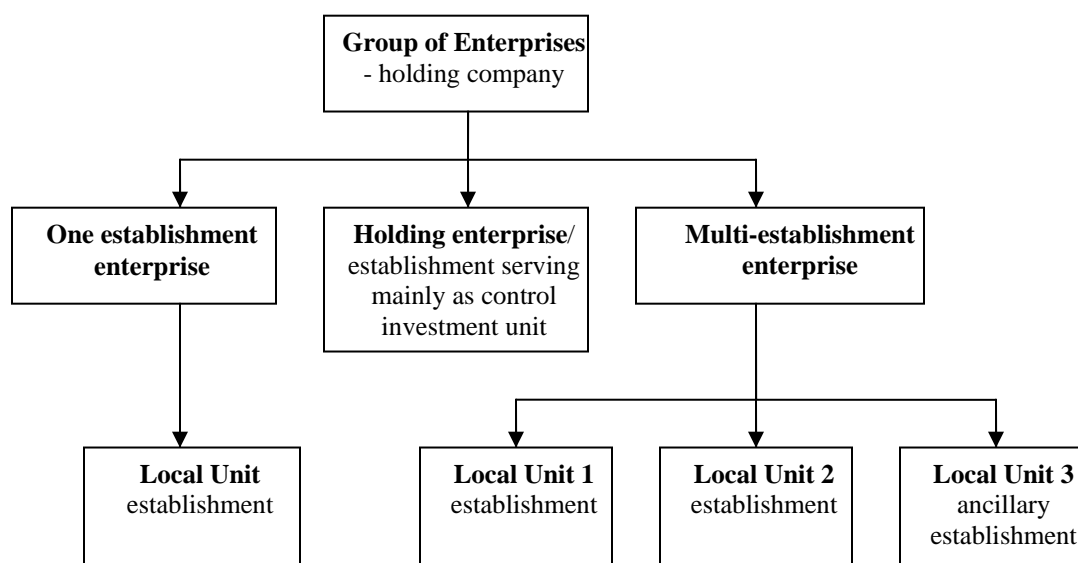 Group of Enterprises
- holding company
One establishment
enterprise
Holding enterprise/
establishment serving
mainly as control
investment unit
Multi-establishment
enterprise
Local Unit
establishment
Local Unit 1
establishment
Local Unit 2
establishment
Local Unit 3
ancillary
establishment